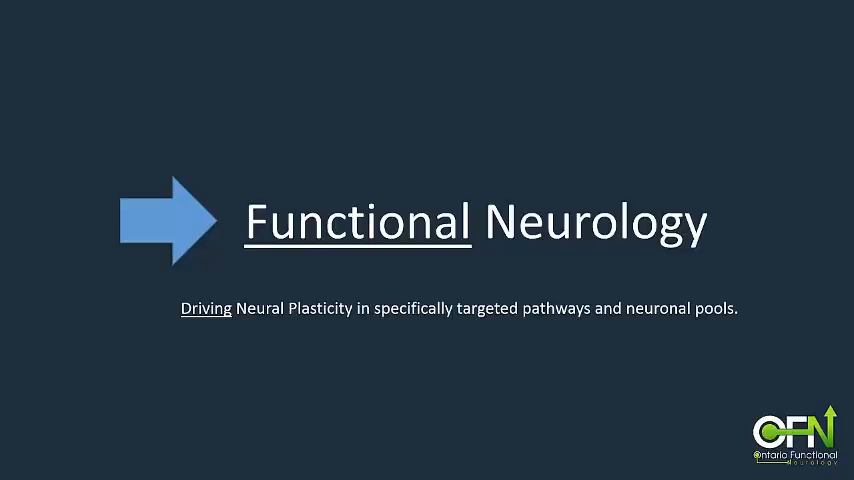 Functional Neurology
Driving Neural Plasticity in specifically targeted pathways and neuronal pools.
OFN
Ontario Functional
Neurology